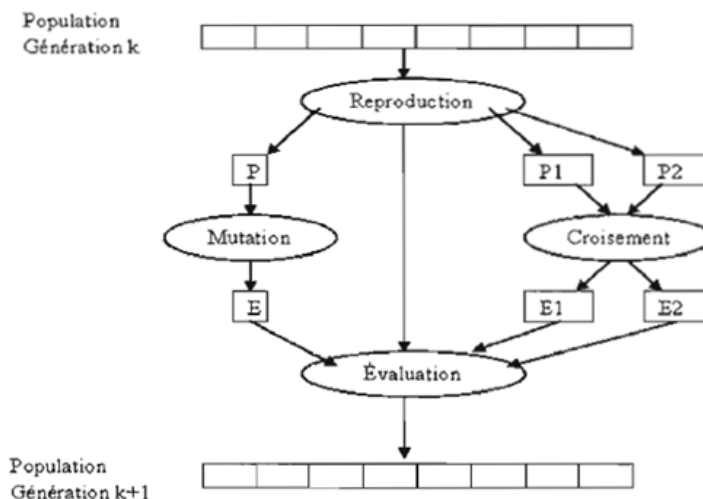 Population
Génération k
Reproduction
P
P1
P2
Mutation
Croisement
E
E1
E2
Évaluation
Population
Génération k+1